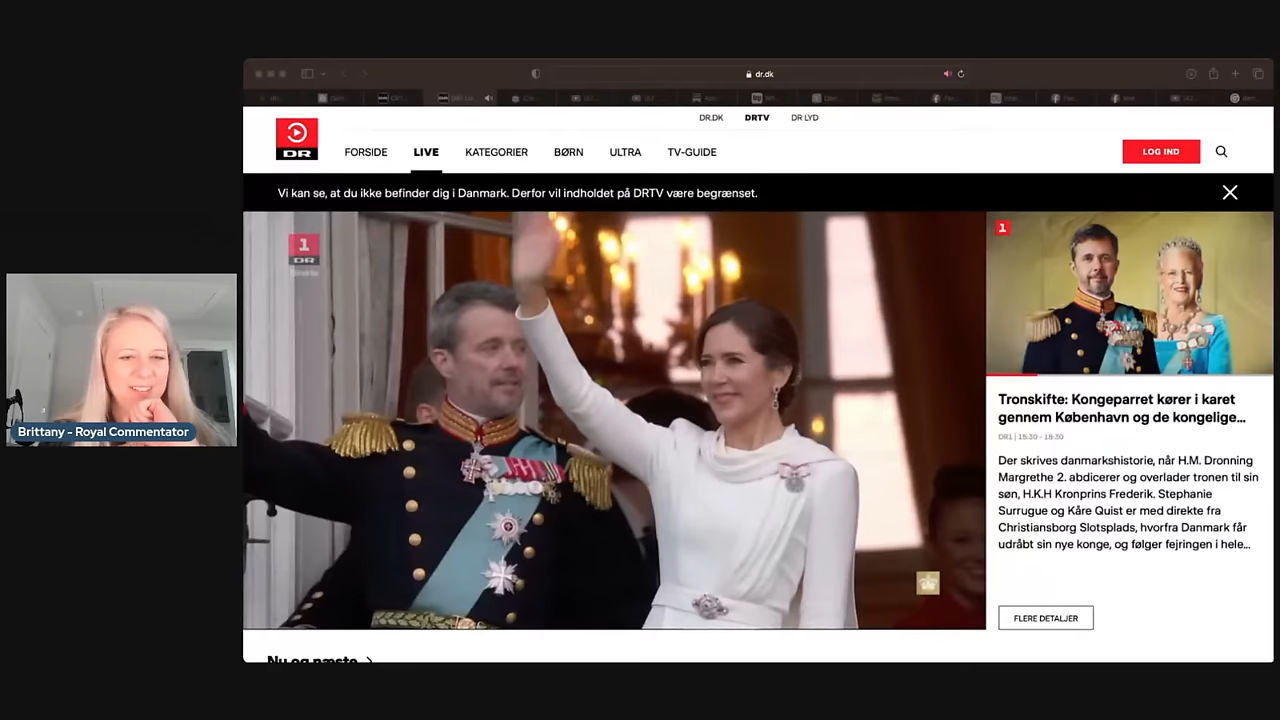 dr.dk
DR.DK DRTV DR LYD
DR
FORSIDE LIVE KATEGORIER BØRN ULTRA TV-GUIDE
LOG IND
Vi kan se, at du ikke befinder dig i Danmark. Derfor vil indholdet på DRTV være begrænset.
1
DR
Direkte
1
Tronskifte: Kongeparret kører i karet
gennem København og de kongelige...
DR1 | 15:30 - 18:30
Der skrives danmarkshistorie, når H.M. Dronning
Margrethe 2. abdicerer og overlader tronen til sin
søn, H.K.H Kronprins Frederik. Stephanie
Surrugue og Kåre Quist er med direkte fra
Christiansborg Slotsplads, hvorfra Danmark får
udråbt sin nye konge, og følger fejringen i hele...
FLERE DETALJER
Brittany - Royal Commentator
Nu og næste